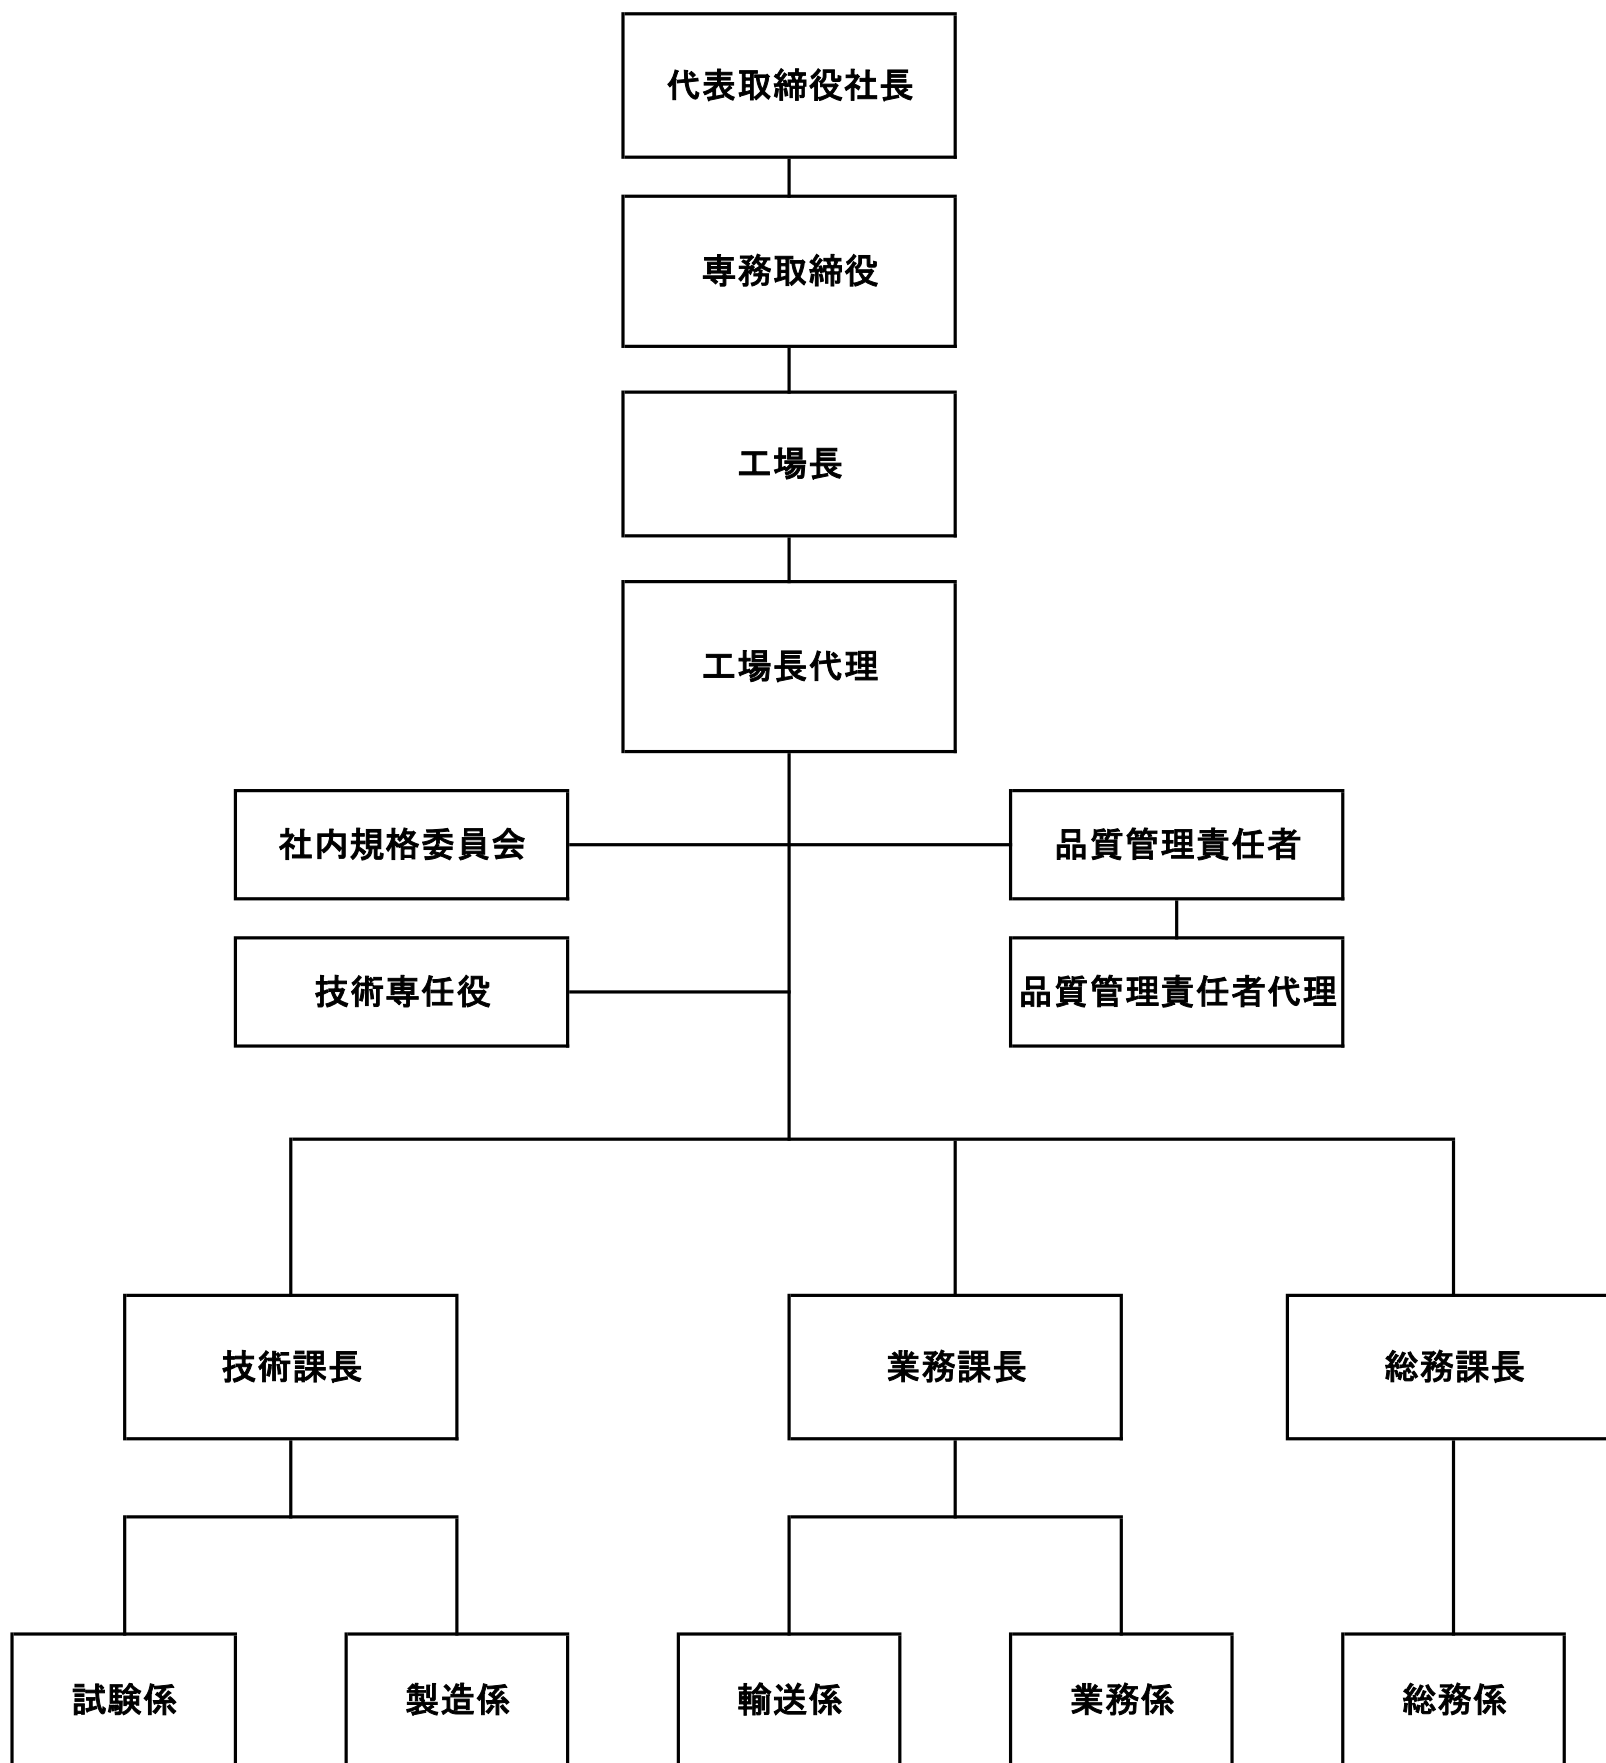 代表取締役社長
専務取締役
工場長
工場長代理
社内規格委員会
品質管理責任者
技術専任役
品質管理責任者代理
技術課長
業務課長
総務課長
試験係
製造係
輸送係
業務係
総務係